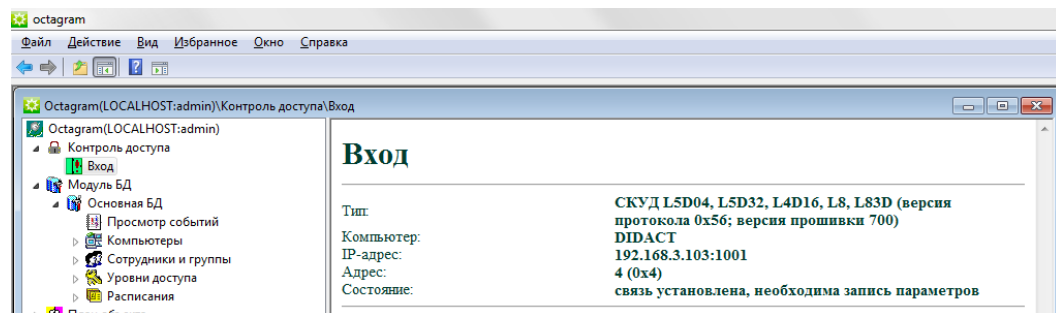 octagram
Файл Действие Вид Избранное Окно Справка
Octagram(LOCALHOST:admin)\Контроль доступа\Вход
Octagram(LOCALHOST:admin)
Контроль доступа
Вход
Модуль БД
Основная БД
Просмотр событий
Компьютеры
Сотрудники и группы
Уровни доступа
Расписания
Вход
Тип: СКУД L5D04, L5D32, L4D16, L8, L83D (версия
протокола 0x56; версия прошивки 700)
Компьютер: DIDACT
IP-адрес: 192.168.3.103:1001
Адрес: 4 (0x4)
Состояние: связь установлена, необходима запись параметров